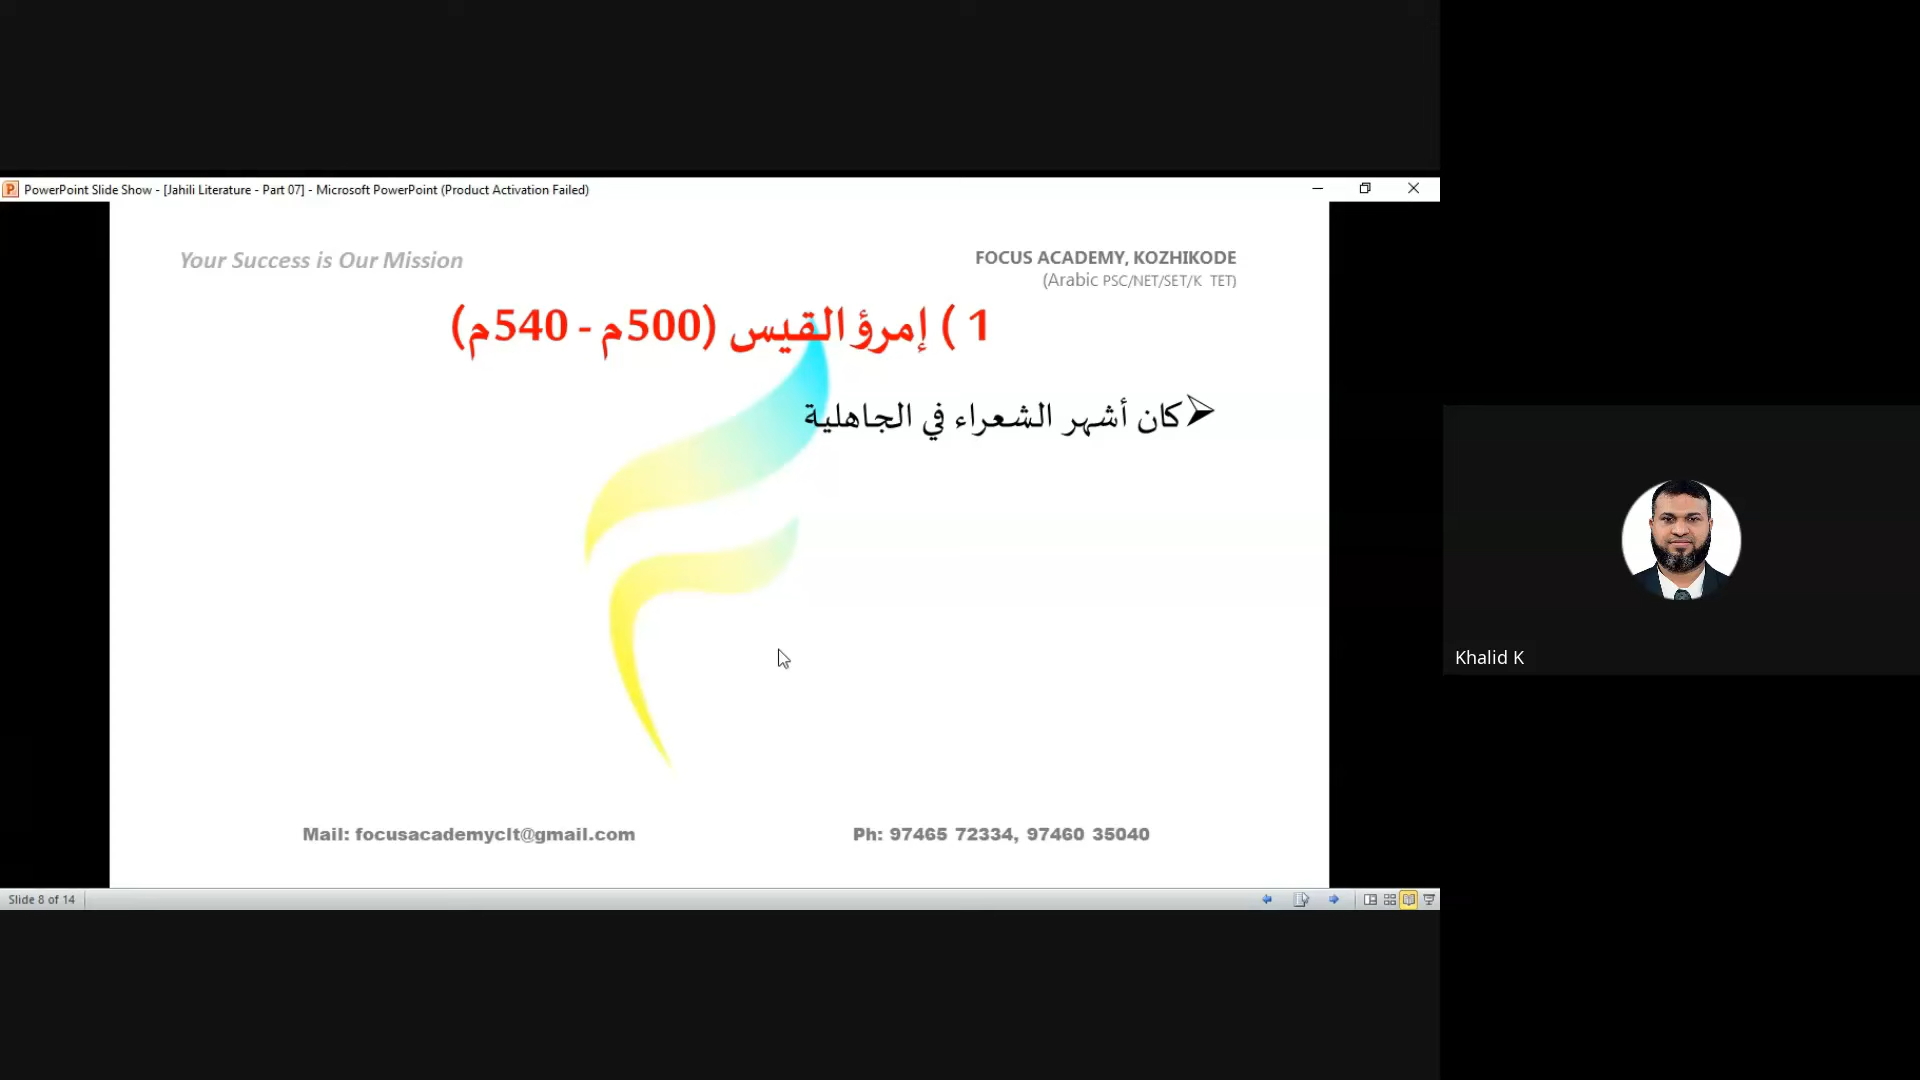 PowerPoint Slide Show - [Jahili Literature - Part 07] - Microsoft PowerPoint (Product Activation Failed)
Your Success is Our Mission
FOCUS ACADEMY, KOZHIKODE
(Arabic PSC/NET/SET/K TET)
1 ) إمرؤ القيس (500م - 540م)
كان أشهر الشعراء في الجاهلية
Khalid K
Mail: focusacademyclt@gmail.com
Ph: 97465 72334, 97460 35040
Slide 8 of 14